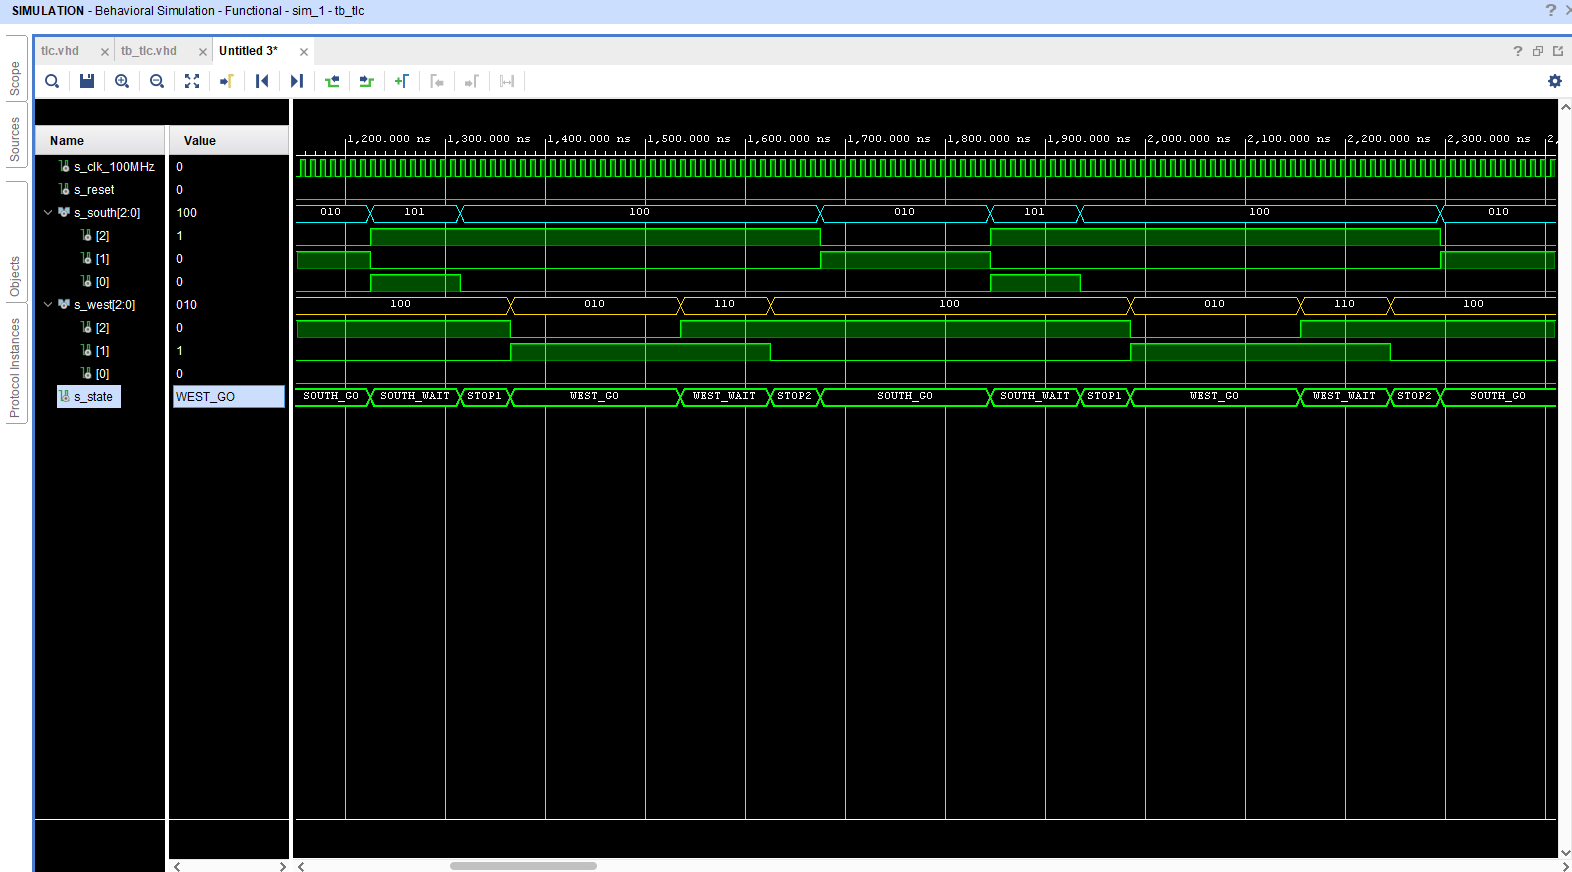 SIMULATION - Behavioral Simulation - Functional - sim_1 - tb_tlc
? ×
tlc.vhd × tb_tlc.vhd × Untitled 3* ×
?
Scope
Sources
Objects
Protocol Instances
Name Value
1,200.000 ns 1,300.000 ns 1,400.000 ns 1,500.000 ns 1,600.000 ns 1,700.000 ns 1,800.000 ns 1,900.000 ns 2,000.000 ns 2,100.000 ns 2,200.000 ns 2,300.000 ns 2,
s_clk_100MHz 0
s_reset 0
s_south[2:0] 100 010 101 100 010 101 100 010
[2] 1
[1] 0
[0] 0
s_west[2:0] 010 100 010 110 100 010 110 100
[2] 0
[1] 1
[0] 0
s_state WEST_GO SOUTH_GO SOUTH_WAIT STOP1 WEST_GO WEST_WAIT STOP2 SOUTH_GO SOUTH_WAIT STOP1 WEST_GO WEST_WAIT STOP2 SOUTH_GO